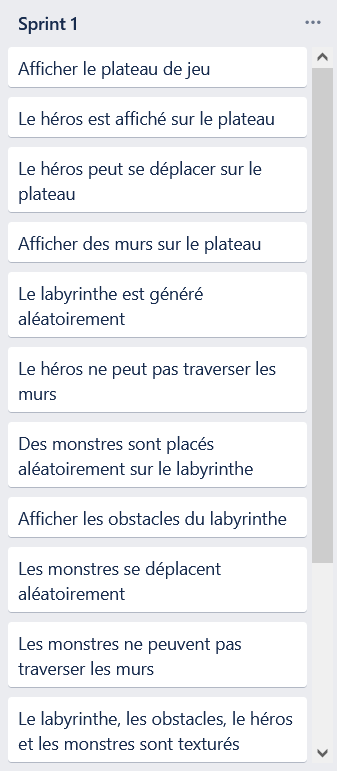 Sprint 1
Afficher le plateau de jeu
Le héros est affiché sur le plateau
Le héros peut se déplacer sur le
plateau
Afficher des murs sur le plateau
Le labyrinthe est généré
aléatoirement
Le héros ne peut pas traverser les
murs
Des monstres sont placés
aléatoirement sur le labyrinthe
Afficher les obstacles du labyrinthe
Les monstres se déplacent
aléatoirement
Les monstres ne peuvent pas
traverser les murs
Le labyrinthe, les obstacles, le héros
et les monstres sont texturés